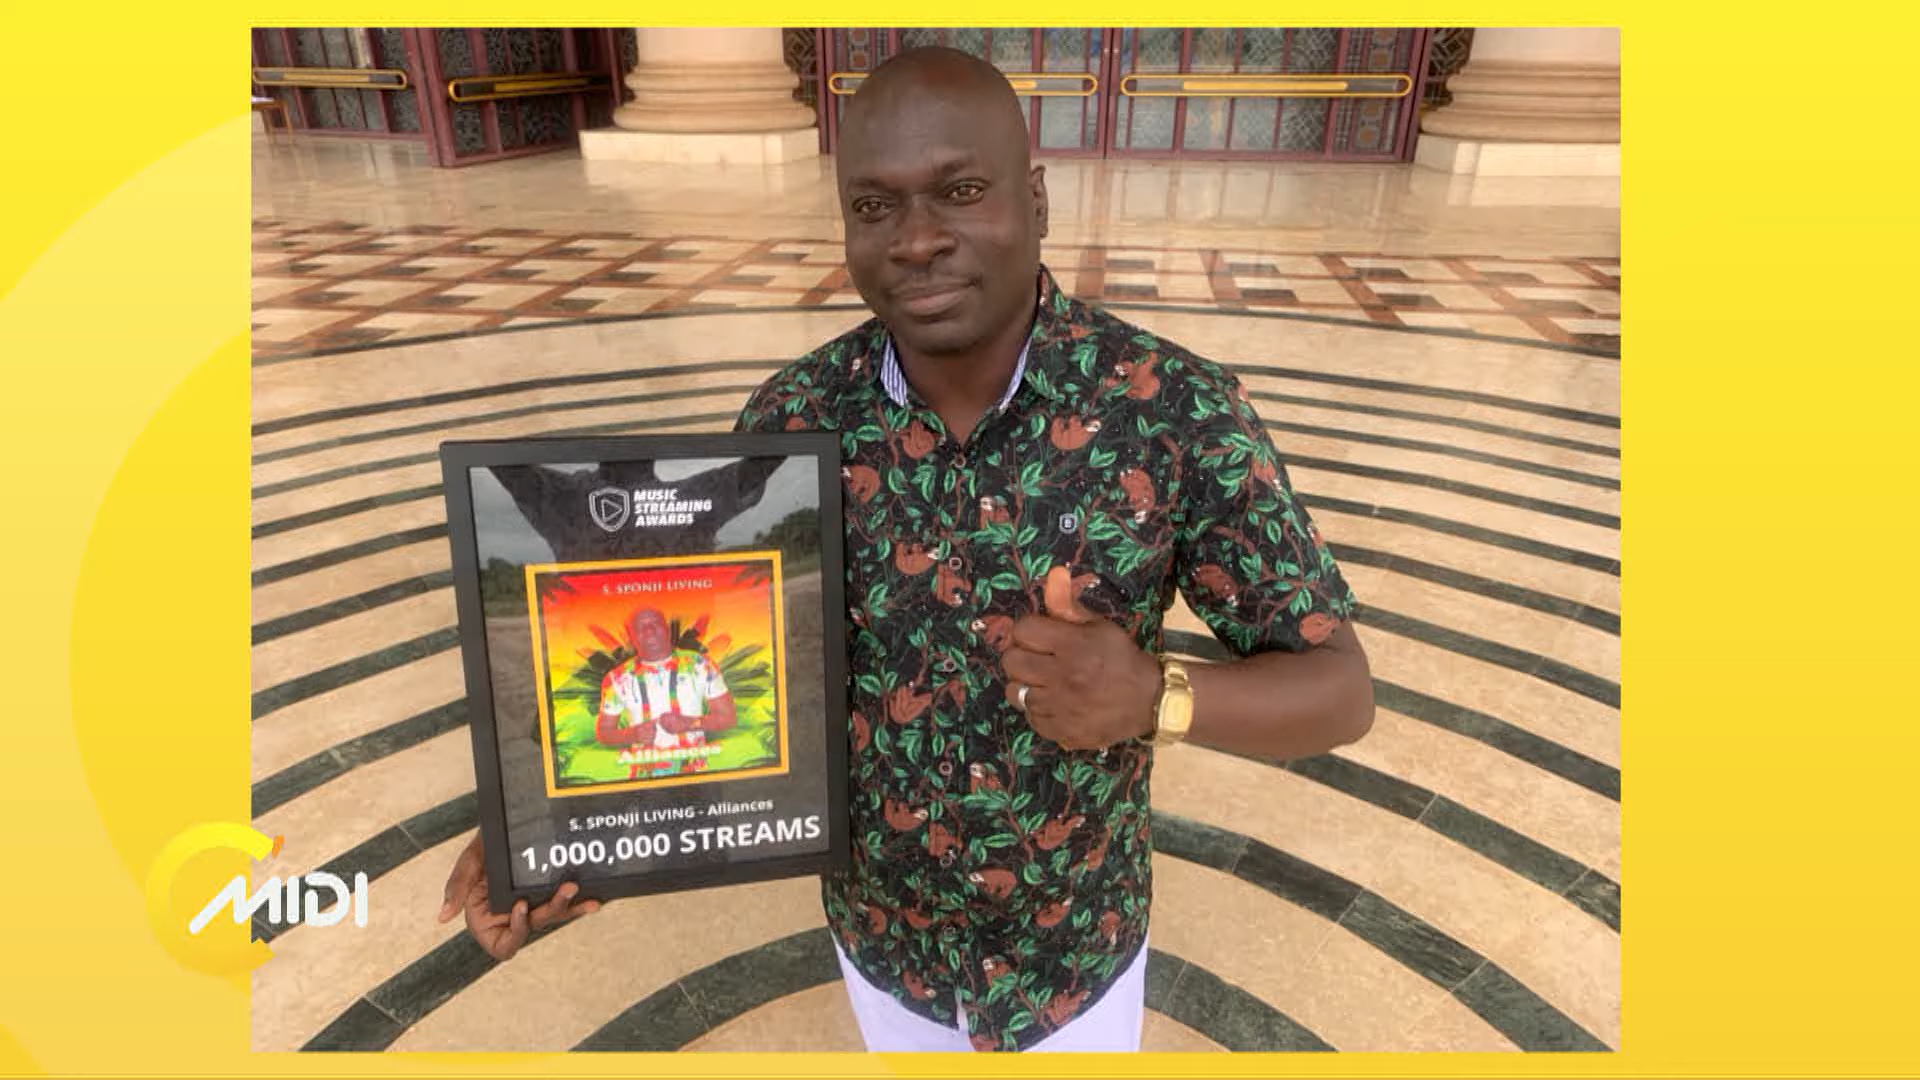 MUSIC
STREAMING
AWARDS
S. SPONJI LIVING
Alliances
S. SPONJI LIVING - Alliances
1,000,000 STREAMS
C'MIDI
B